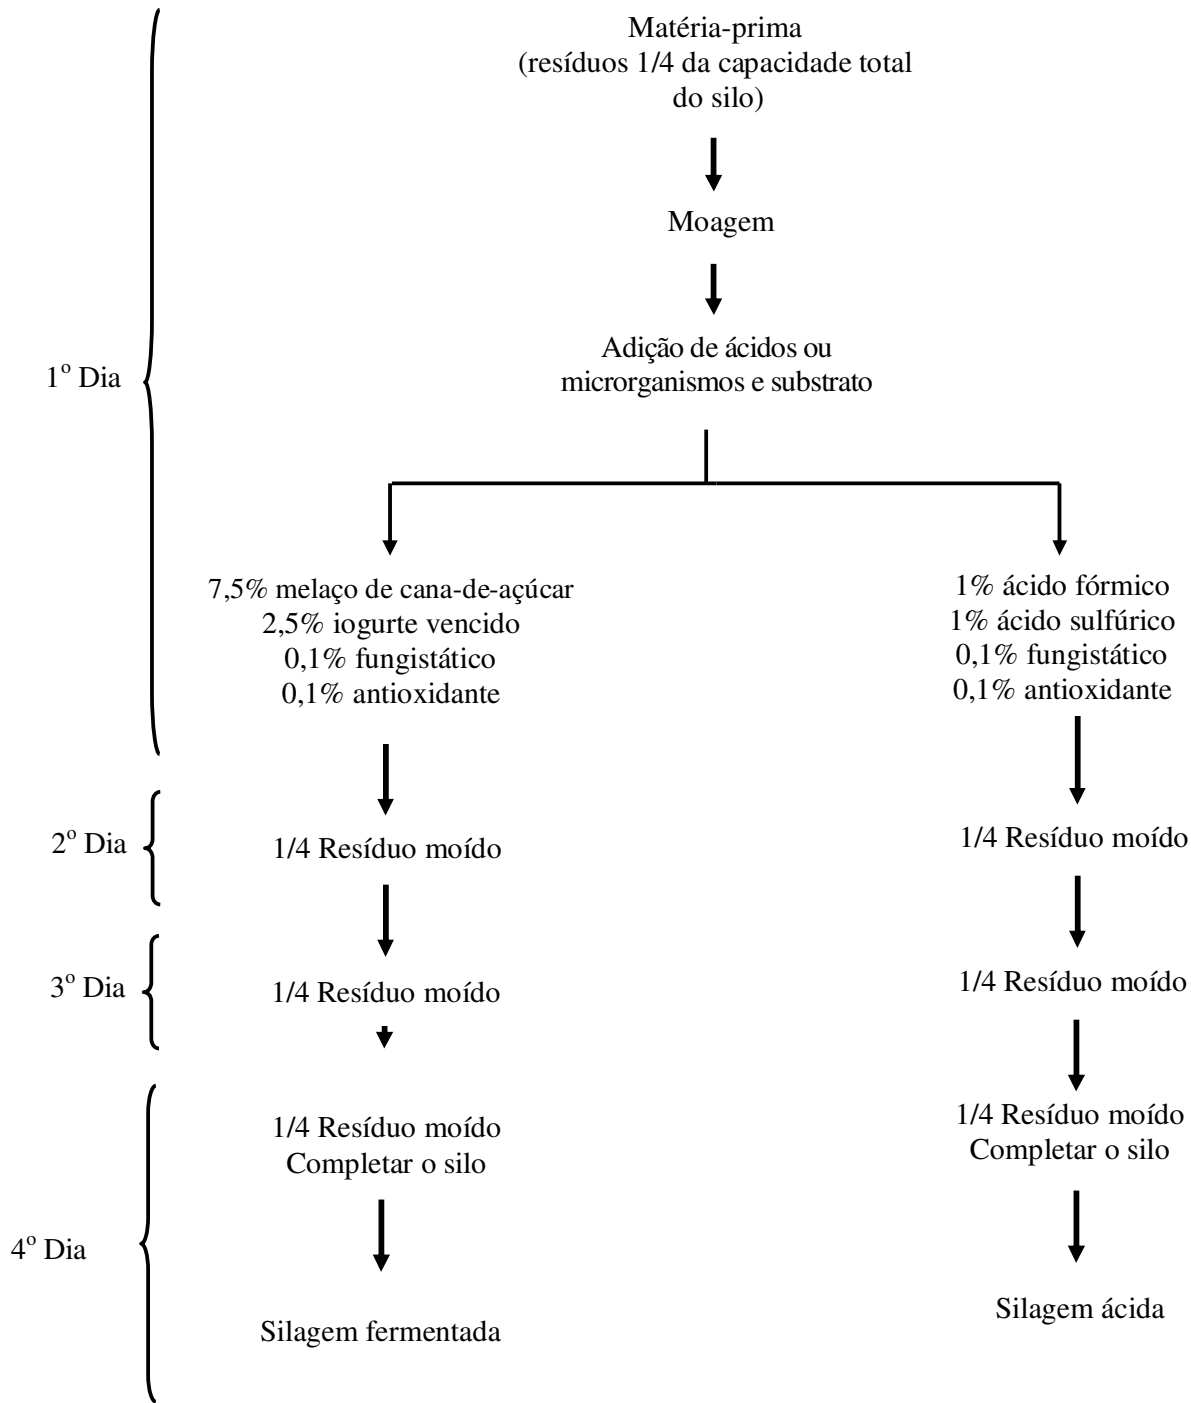 Matéria-prima
(resíduos 1/4 da capacidade total
do silo)
Moagem
Adição de ácidos ou
microrganismos e substrato
1º Dia
7,5% melaço de cana-de-açúcar
2,5% iogurte vencido
0,1% fungistático
0,1% antioxidante
1% ácido fórmico
1% ácido sulfúrico
0,1% fungistático
0,1% antioxidante
2º Dia
1/4 Resíduo moído
1/4 Resíduo moído
3º Dia
1/4 Resíduo moído
1/4 Resíduo moído
4º Dia
1/4 Resíduo moído
Completar o silo
1/4 Resíduo moído
Completar o silo
Silagem fermentada
Silagem ácida